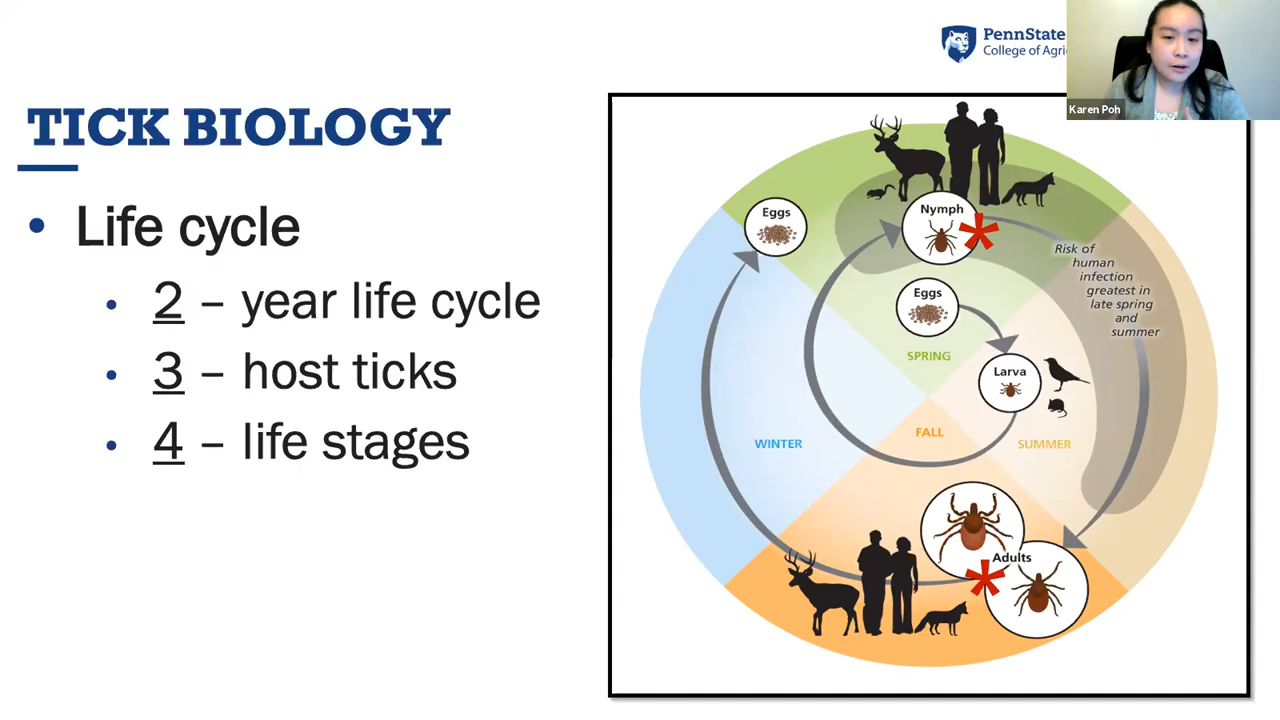 PennState
College of Agri
Karen Poh
TICK BIOLOGY
• Life cycle
• 2 – year life cycle
• 3 – host ticks
• 4 – life stages
Eggs
Nymph
*
Risk of
human
infection
greatest in
late spring
and
summer
Eggs
SPRING
Larva
WINTER
FALL
SUMMER
Adults
*